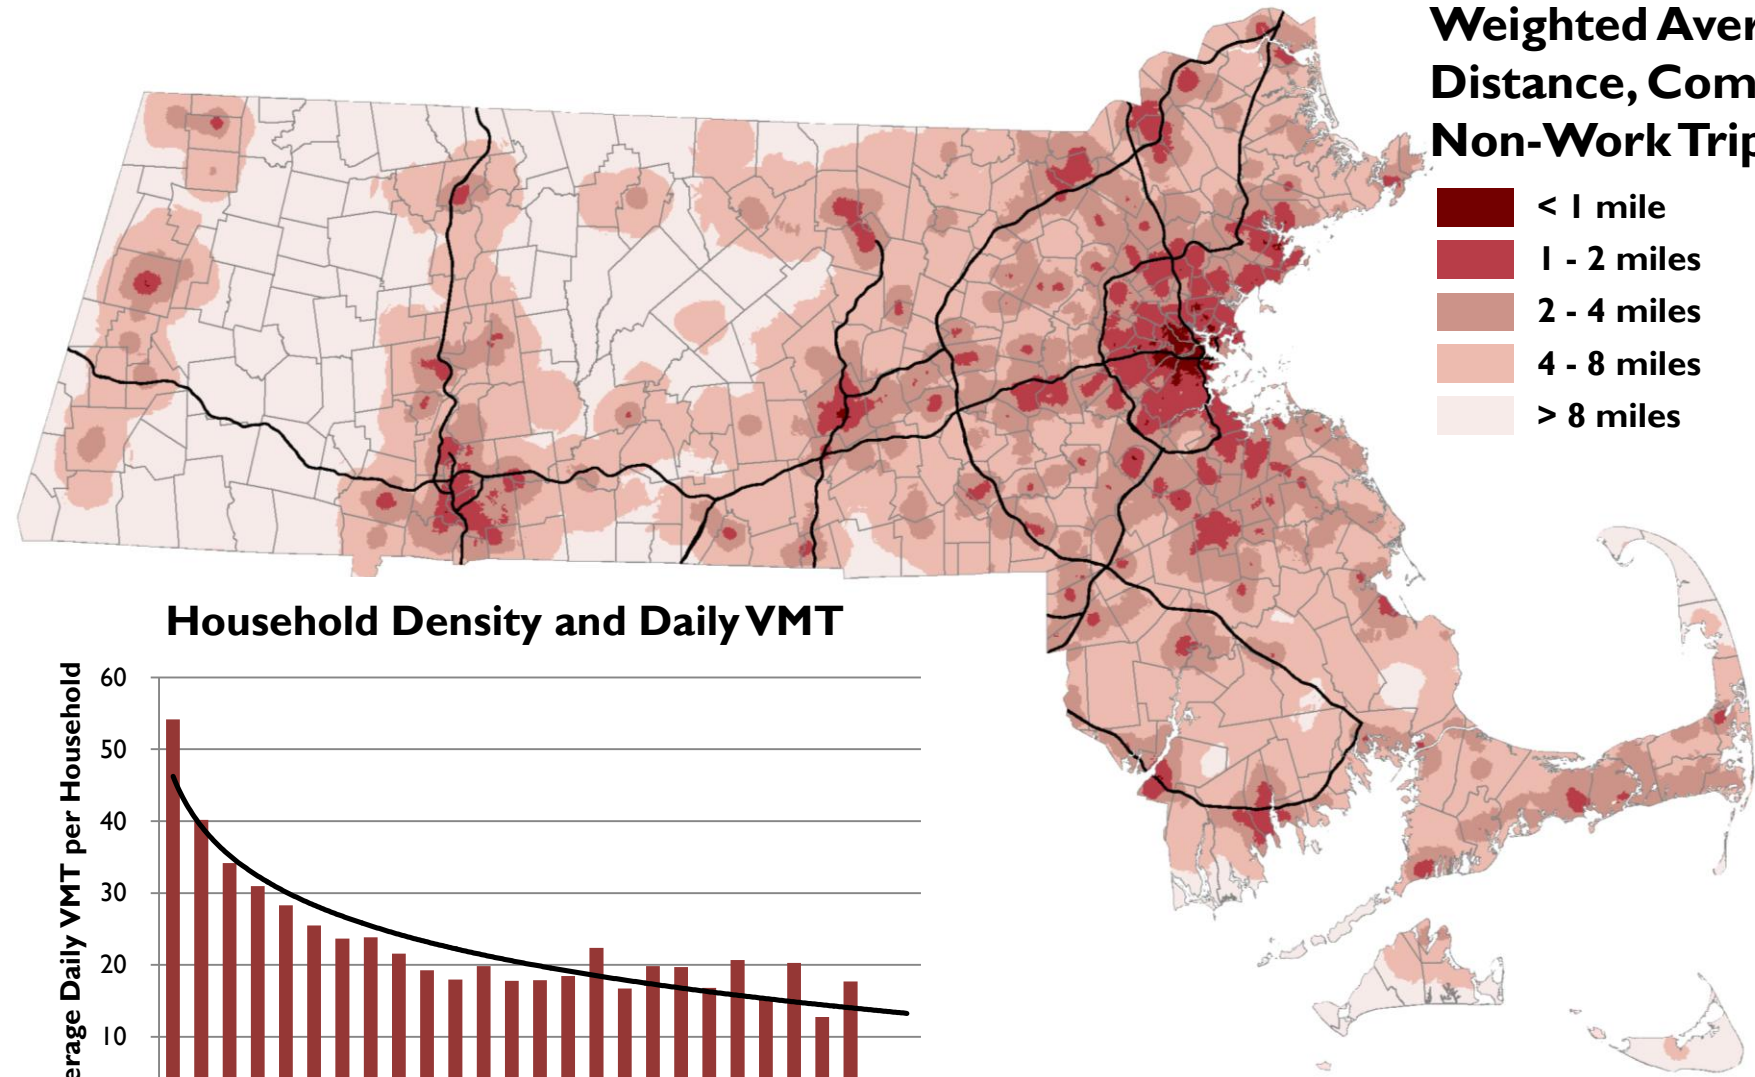 Weighted Aver
Distance, Com
Non-Work Trip
< 1 mile
1 - 2 miles
2 - 4 miles
4 - 8 miles
> 8 miles
Household Density and Daily VMT
erage Daily VMT per Household
60
50
40
30
20
10